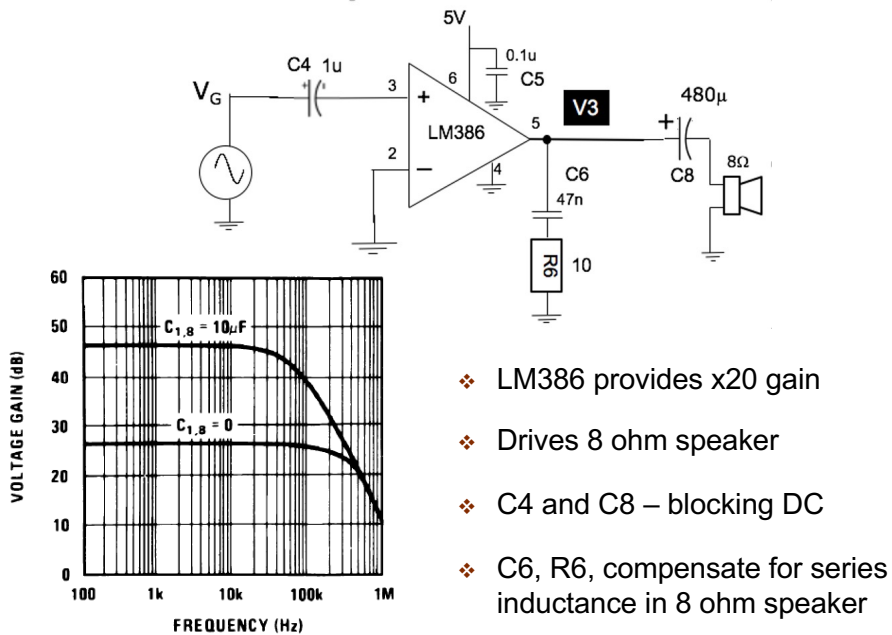 5V
0.1u
C4 1u
6
C5
VG
3
+
V3
480µ
5
+
LM386
2
−
4
C6
C8
8Ω
47n
R6
10
60
50
C1,8 = 10µF
40
30
C1,8 = 0
20
10
0
VOLTAGE GAIN (dB)
100 1k 10k 100k 1M
FREQUENCY (Hz)
❖ LM386 provides x20 gain
❖ Drives 8 ohm speaker
❖ C4 and C8 – blocking DC
❖ C6, R6, compensate for series
inductance in 8 ohm speaker